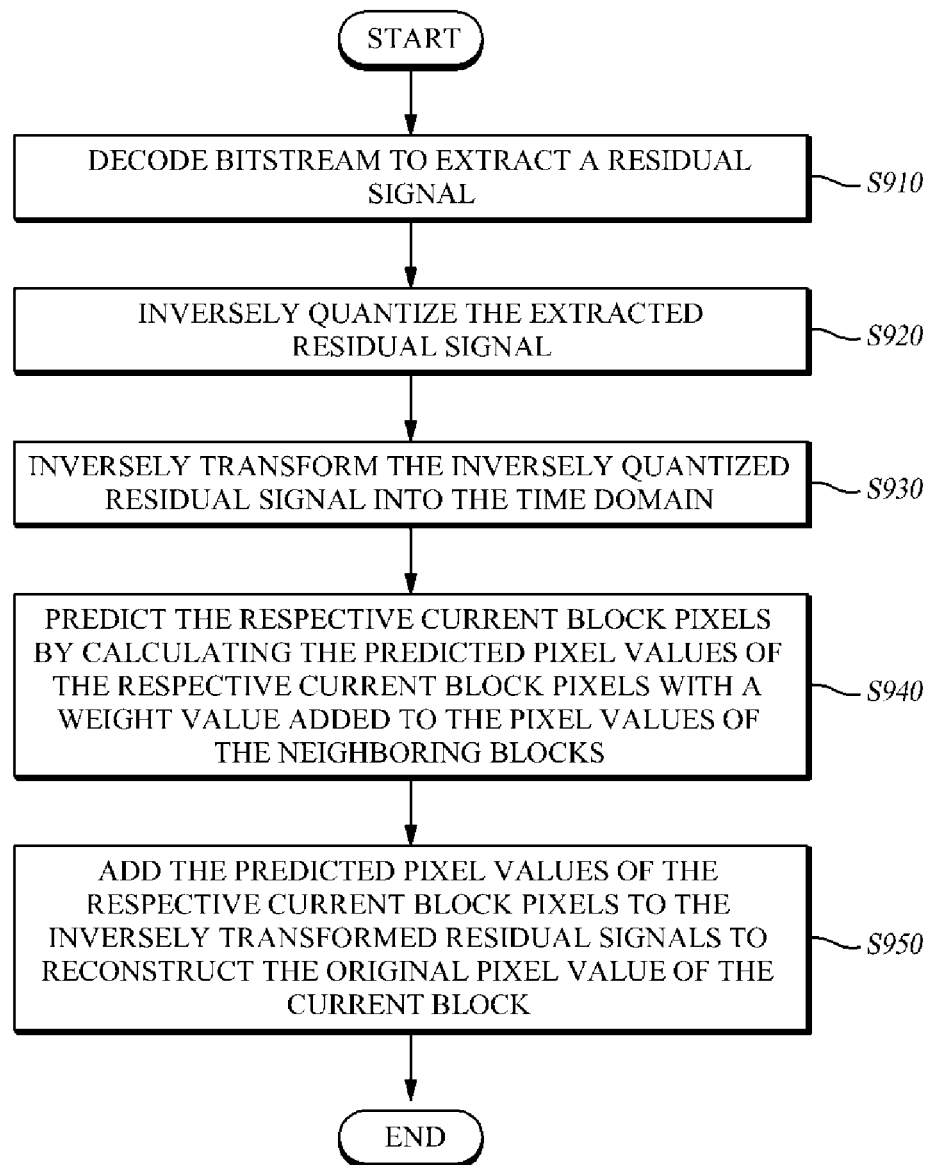 START
DECODE BITSTREAM TO EXTRACT A RESIDUAL
SIGNAL
S910
INVERSELY QUANTIZE THE EXTRACTED
RESIDUAL SIGNAL
S920
INVERSELY TRANSFORM THE INVERSELY QUANTIZED
RESIDUAL SIGNAL INTO THE TIME DOMAIN
S930
PREDICT THE RESPECTIVE CURRENT BLOCK PIXELS
BY CALCULATING THE PREDICTED PIXEL VALUES OF
THE RESPECTIVE CURRENT BLOCK PIXELS WITH A
WEIGHT VALUE ADDED TO THE PIXEL VALUES OF
THE NEIGHBORING BLOCKS
S940
ADD THE PREDICTED PIXEL VALUES OF THE
RESPECTIVE CURRENT BLOCK PIXELS TO THE
INVERSELY TRANSFORMED RESIDUAL SIGNALS TO
RECONSTRUCT THE ORIGINAL PIXEL VALUE OF THE
CURRENT BLOCK
S950
END